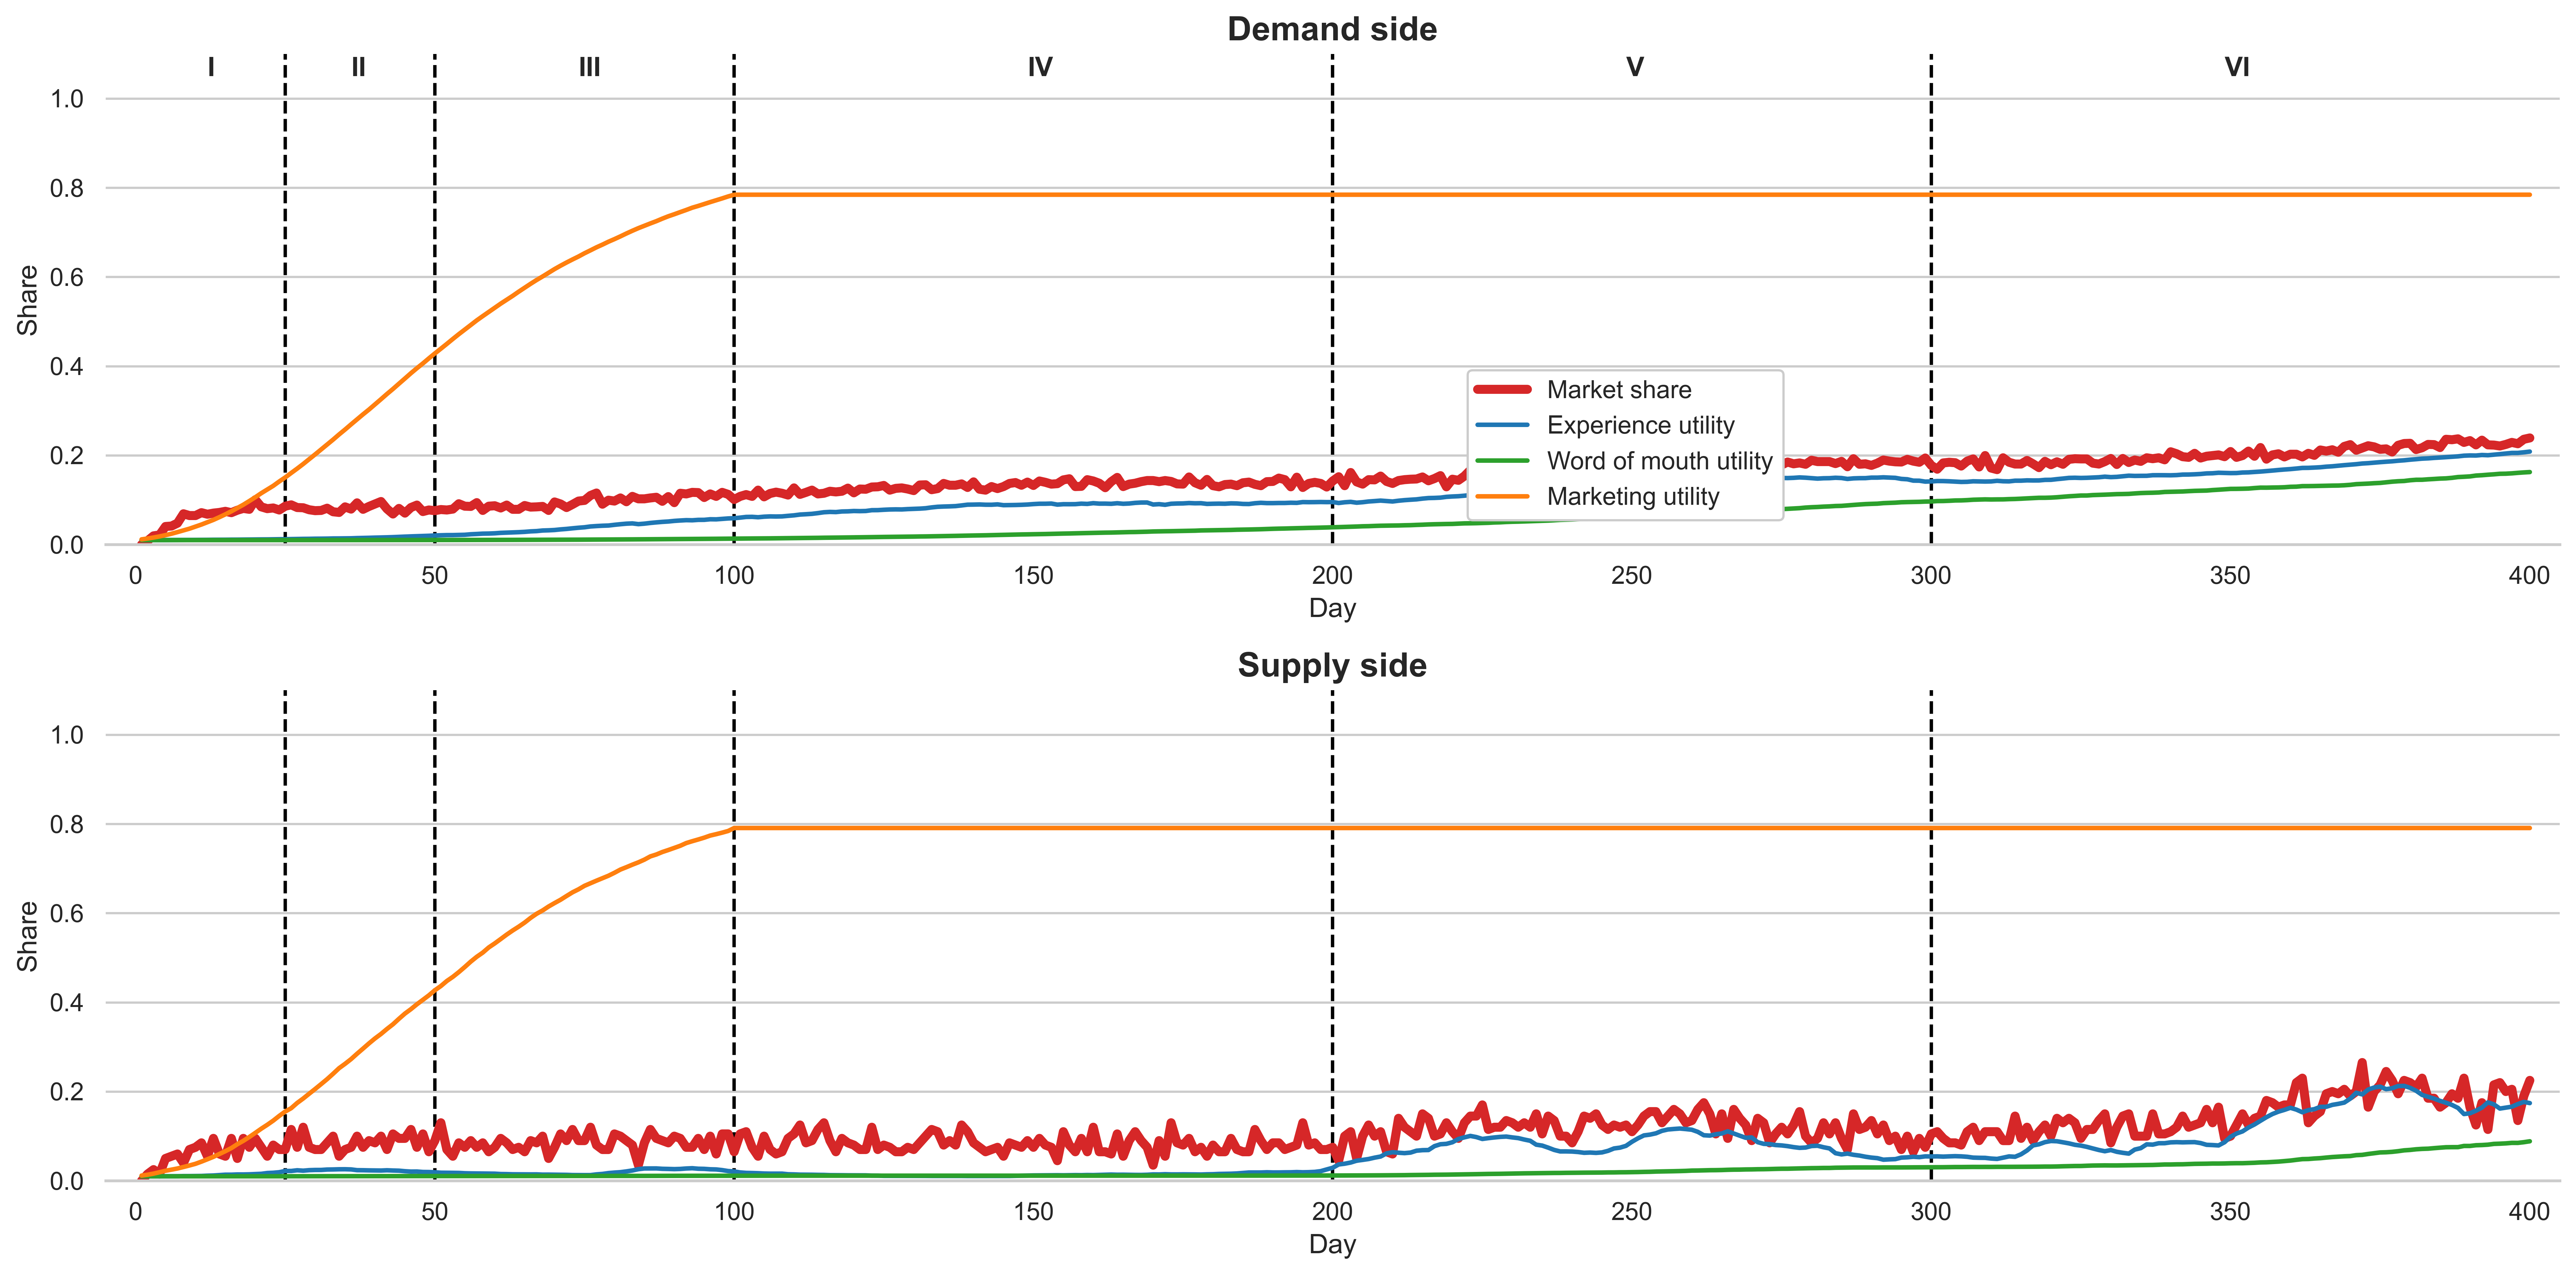 Demand side
I II III IV V VI
1.0
0.8
0.6
0.4
0.2
0.0
Share
Market share
Experience utility
Word of mouth utility
Marketing utility
0 50 100 150 200 250 300 350 400
Day
Supply side
1.0
0.8
0.6
0.4
0.2
0.0
Share
0 50 100 150 200 250 300 350 400
Day